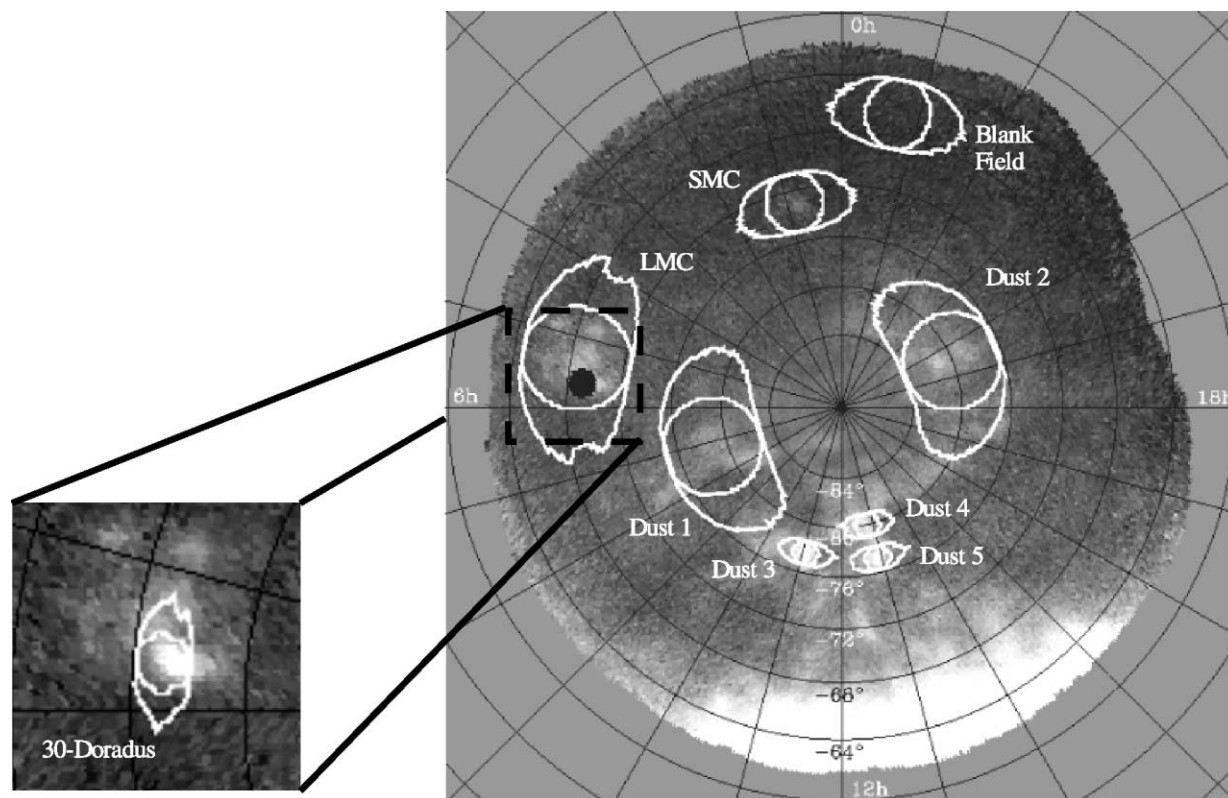 0h
Blank
Field
SMC
LMC
Dust 2
6h
18h
-84°
Dust 1
Dust 4
Dust 3
Dust 5
-76°
-72°
-68°
30-Doradus
-64°
12h